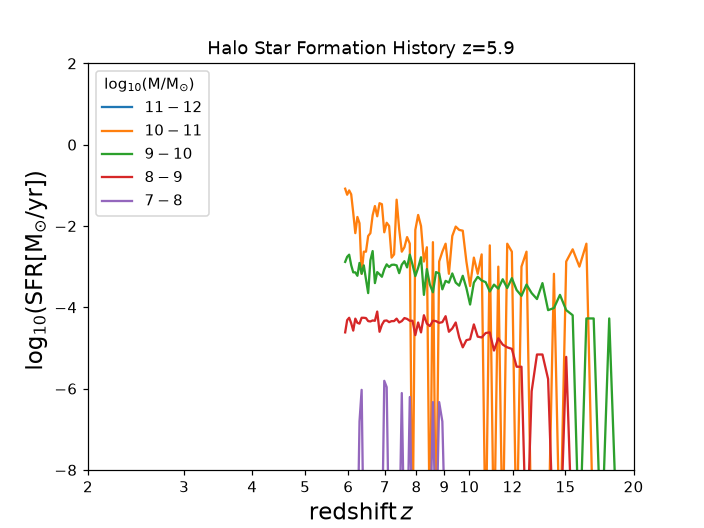 Halo Star Formation History z=5.9
log₁₀(M/M☉)
11 − 12
10 − 11
9 − 10
8 − 9
7 − 8
log₁₀(SFR[M☉/yr])
2
0
−2
−4
−6
−8
2 3 4 5 6 7 8 9 10 12 15 20
redshift z